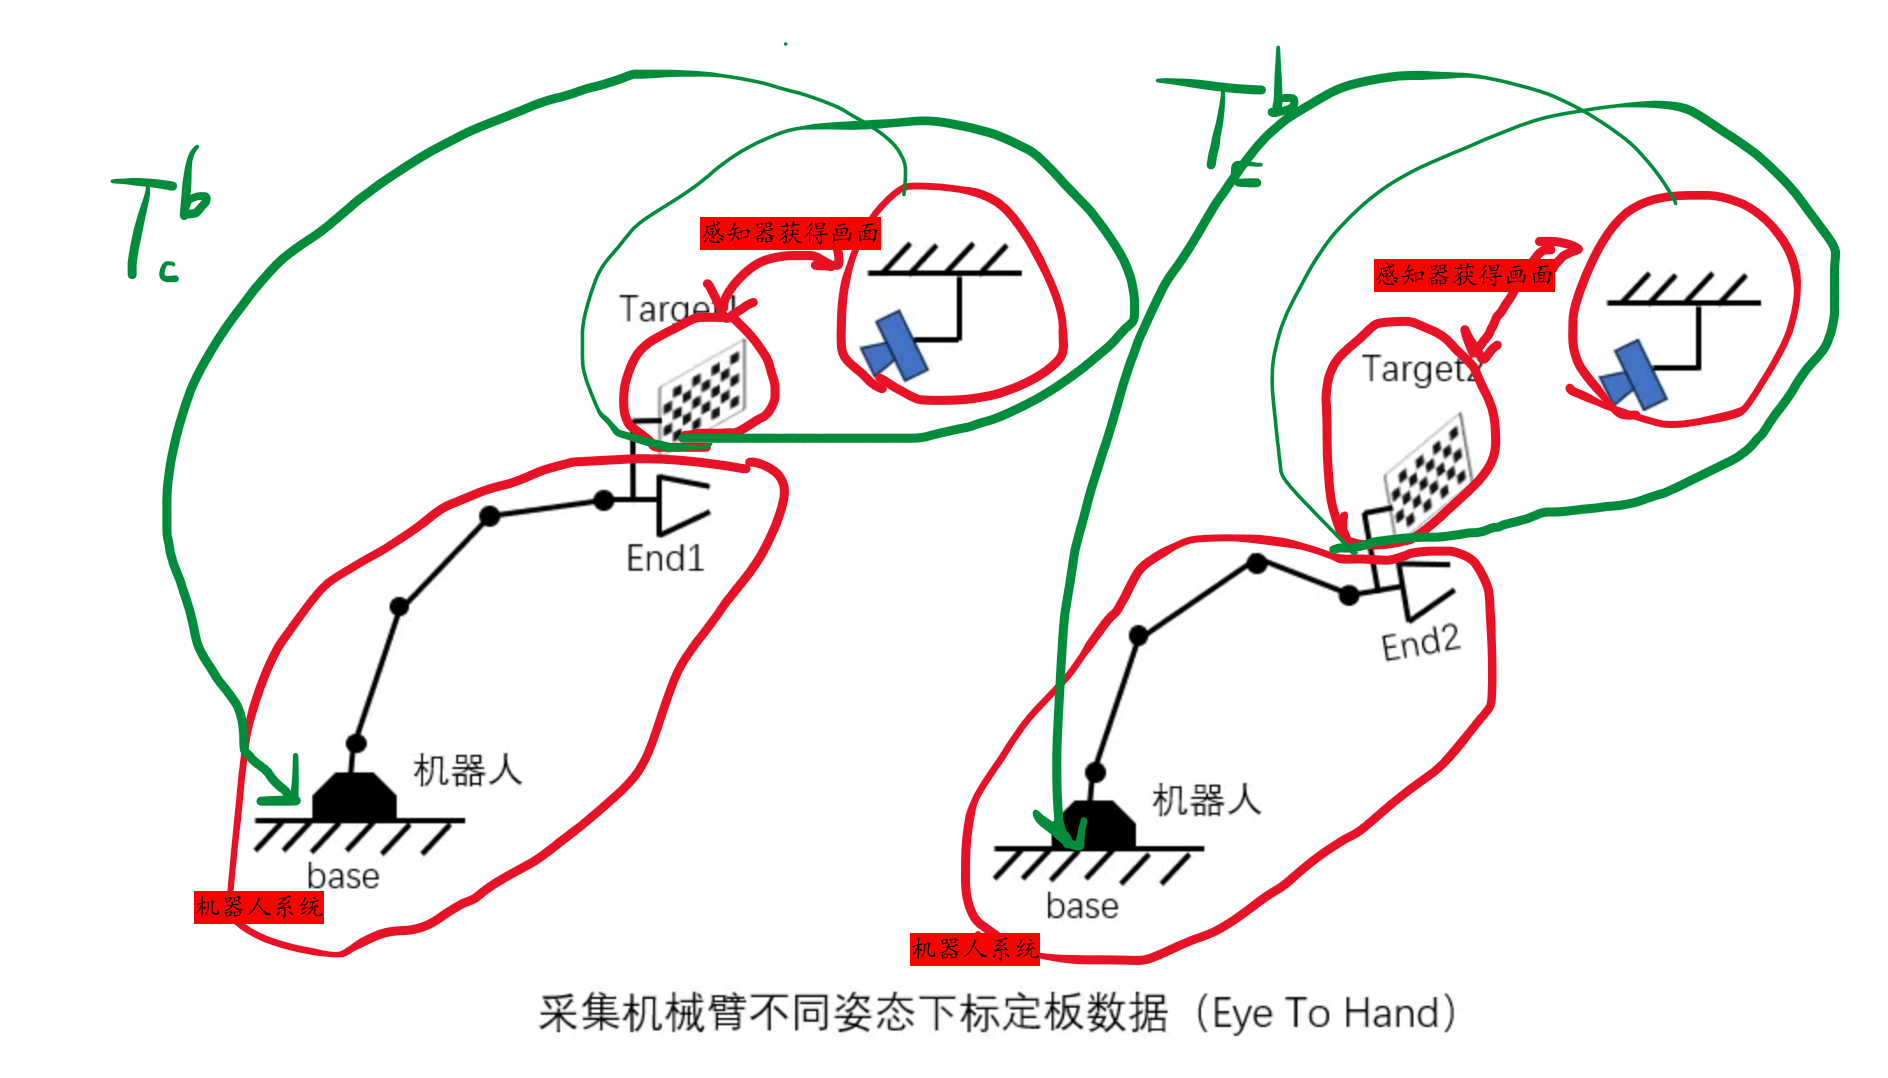 T b c
T b c
感知器获得画面
感知器获得画面
Target1
Target2
End1
End2
机器人
机器人
base
base
机器人系统
机器人系统
采集机械臂不同姿态下标定板数据（Eye To Hand）